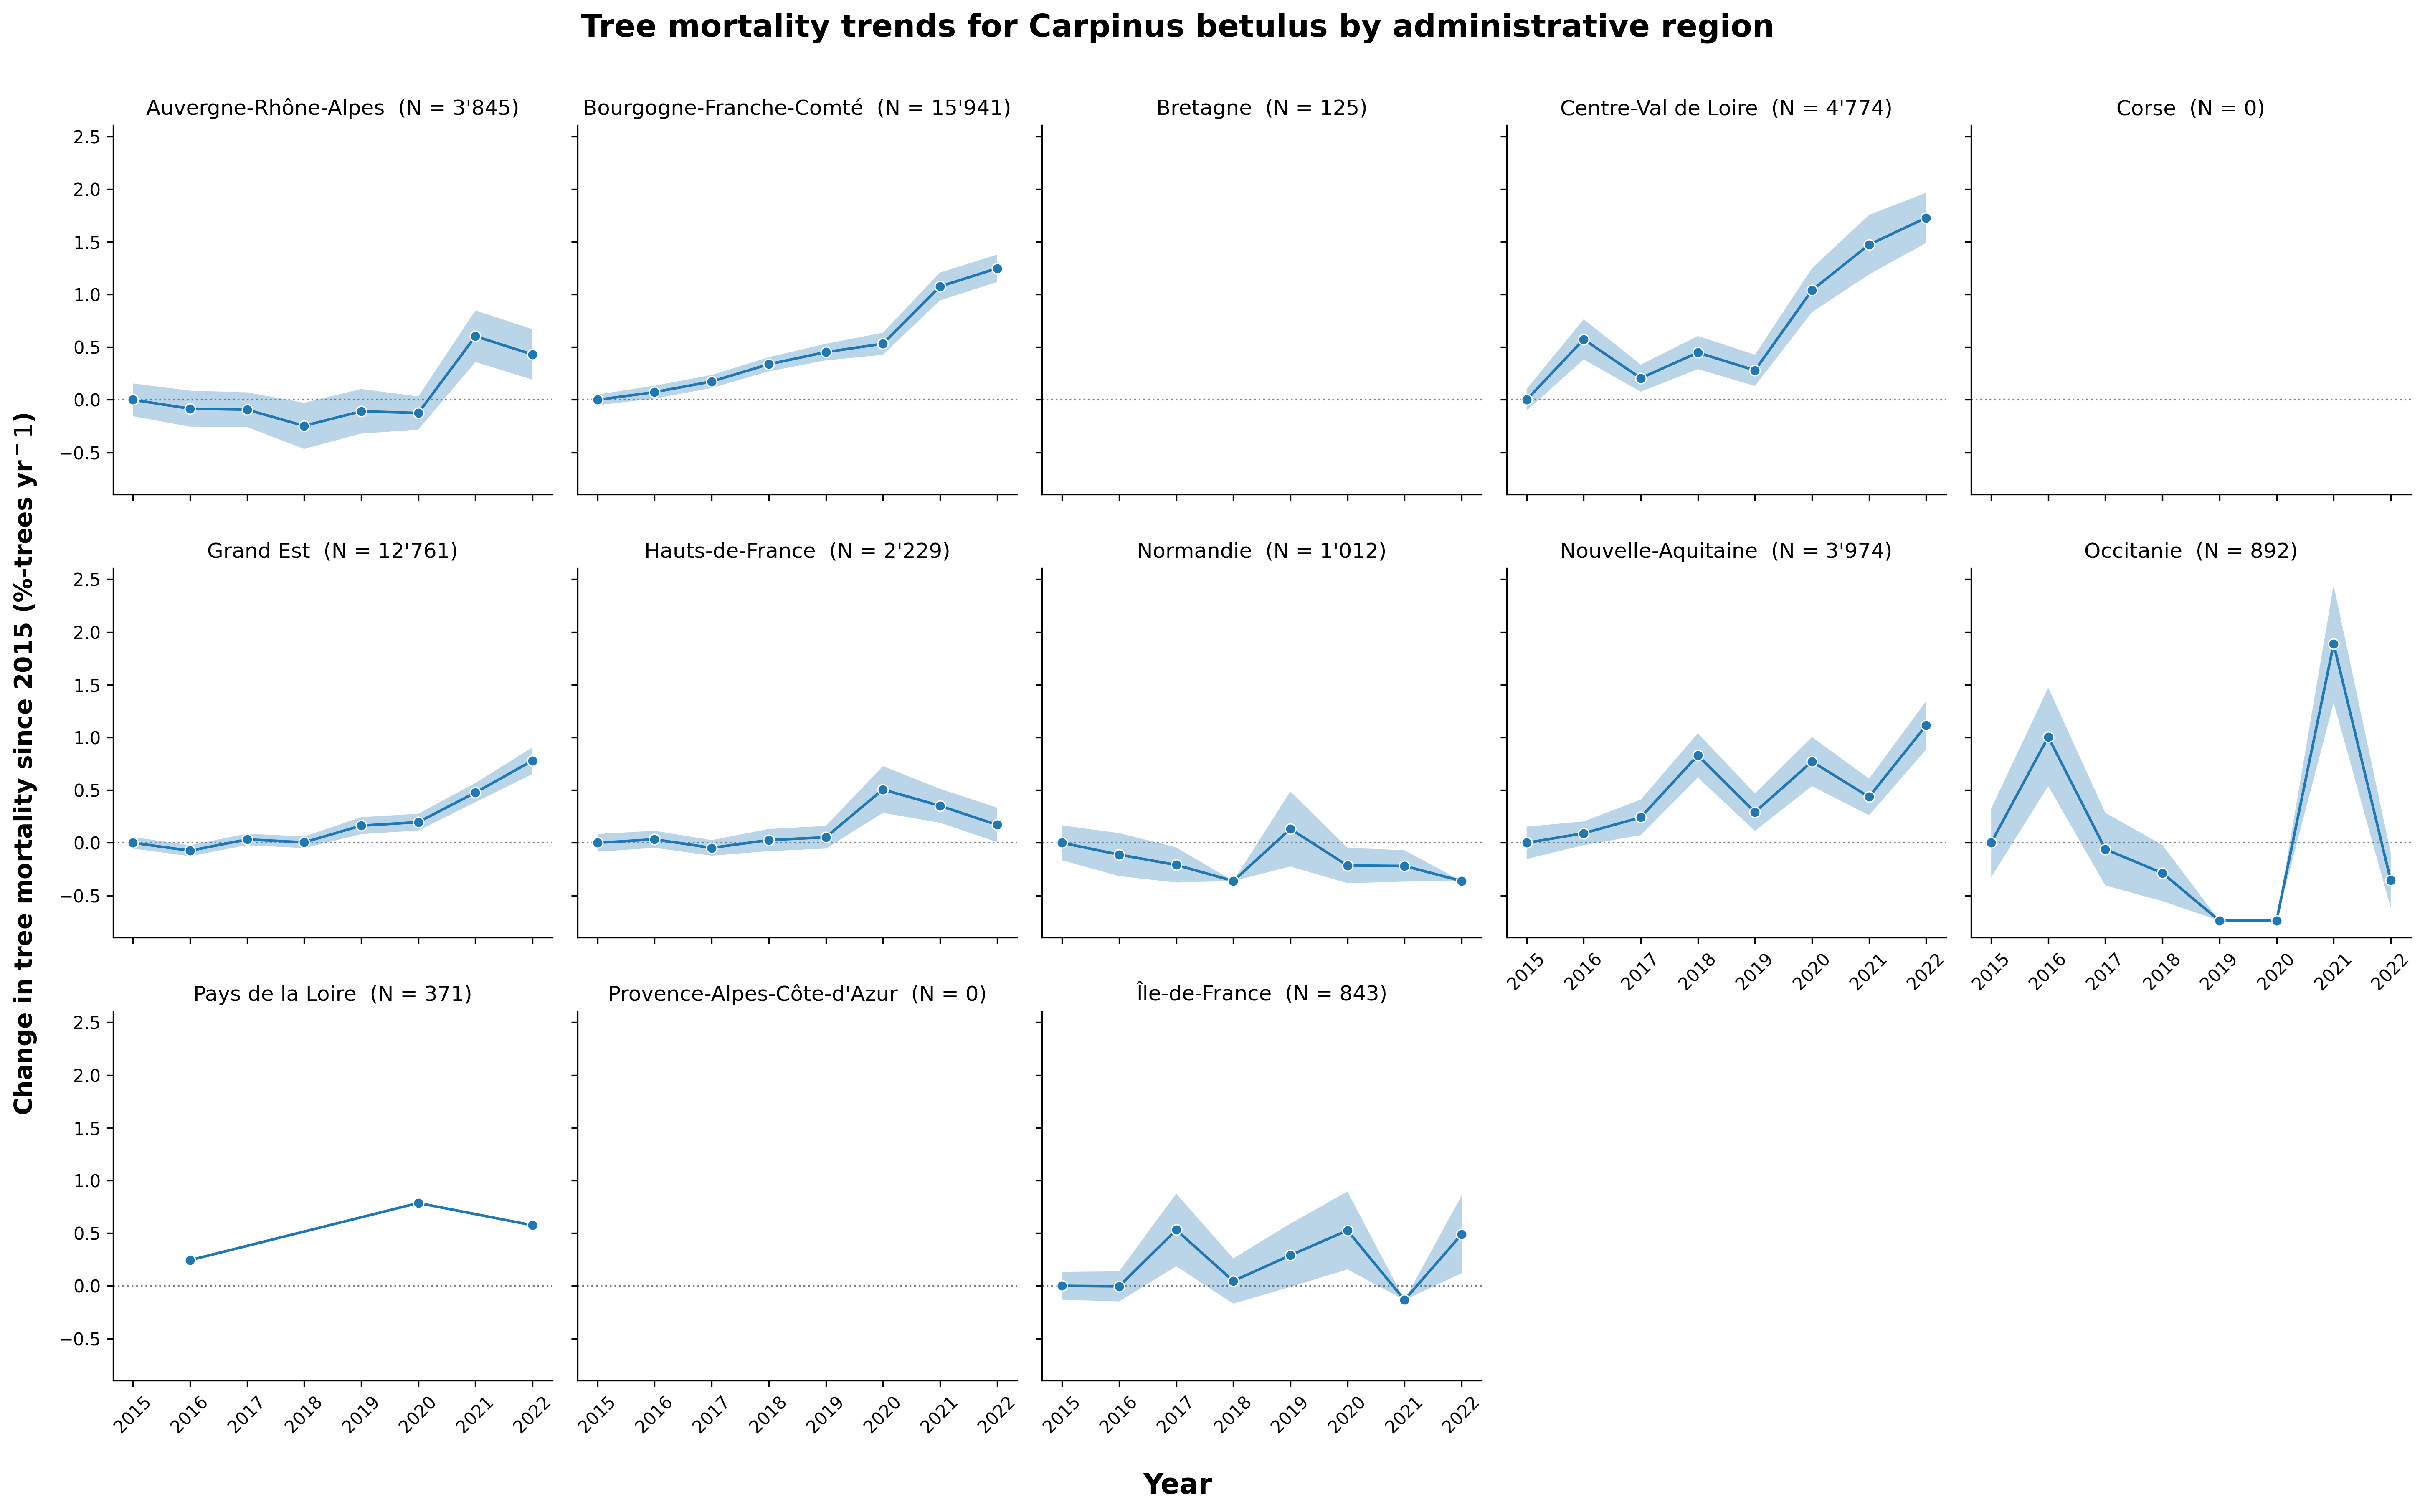 Tree mortality trends for Carpinus betulus by administrative region
Change in tree mortality since 2015 (%-trees yr⁻ 1)
Auvergne-Rhône-Alpes (N = 3'845)
2.5
2.0
1.5
1.0
0.5
0.0
−0.5
Bourgogne-Franche-Comté (N = 15'941)
Bretagne (N = 125)
Centre-Val de Loire (N = 4'774)
Corse (N = 0)
Grand Est (N = 12'761)
2.5
2.0
1.5
1.0
0.5
0.0
−0.5
Hauts-de-France (N = 2'229)
Normandie (N = 1'012)
Nouvelle-Aquitaine (N = 3'974)
2015 2016 2017 2018 2019 2020 2021 2022
Occitanie (N = 892)
2015 2016 2017 2018 2019 2020 2021 2022
Pays de la Loire (N = 371)
2.5
2.0
1.5
1.0
0.5
0.0
−0.5
2015 2016 2017 2018 2019 2020 2021 2022
Provence-Alpes-Côte-d'Azur (N = 0)
2015 2016 2017 2018 2019 2020 2021 2022
Île-de-France (N = 843)
2015 2016 2017 2018 2019 2020 2021 2022
Year